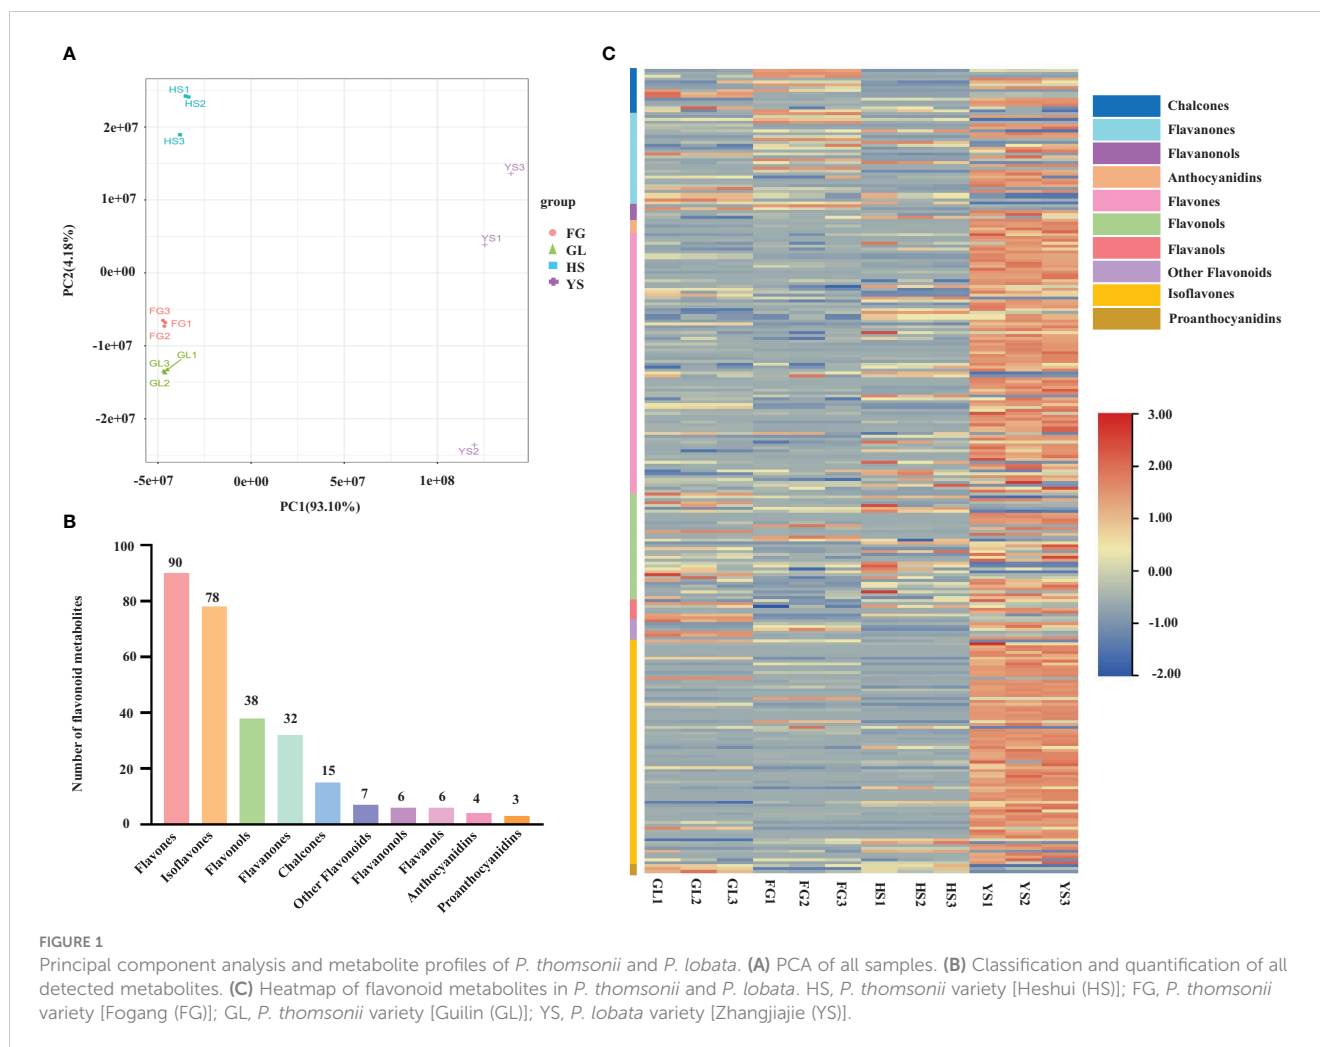 A
HS1
HS2
HS3
YS3
YS1
YS2
FG3
FG1
FG2
GL1
GL3
GL2
2e+07
1e+07
0e+00
-1e+07
-2e+07
PC2(4.18%)
-5e+07 0e+00 5e+07 1e+08
PC1(93.10%)
group
FG
GL
HS
YS
B
Number of flavonoid metabolites
100
80
60
40
20
0
90
78
38
32
15
7
6
6
4
3
Flavones
Isoflavones
Flavonols
Flavanones
Chalcones
Other Flavonoids
Flavanonols
Flavanols
Anthocyanidins
Proanthocyanidins
C
GL1
GL2
GL3
FG1
FG2
FG3
HS1
HS2
HS3
YS1
YS2
YS3
Chalcones
Flavanones
Flavanonols
Anthocyanidins
Flavones
Flavonols
Flavanols
Other Flavonoids
Isoflavones
Proanthocyanidins
3.00
2.00
1.00
0.00
-1.00
-2.00
FIGURE 1
Principal component analysis and metabolite profiles of P. thomsonii and P. lobata. (A) PCA of all samples. (B) Classification and quantification of all
detected metabolites. (C) Heatmap of flavonoid metabolites in P. thomsonii and P. lobata. HS, P. thomsonii variety [Heshui (HS)]; FG, P. thomsonii
variety [Fogang (FG)]; GL, P. thomsonii variety [Guilin (GL)]; YS, P. lobata variety [Zhangjiajie (YS)].